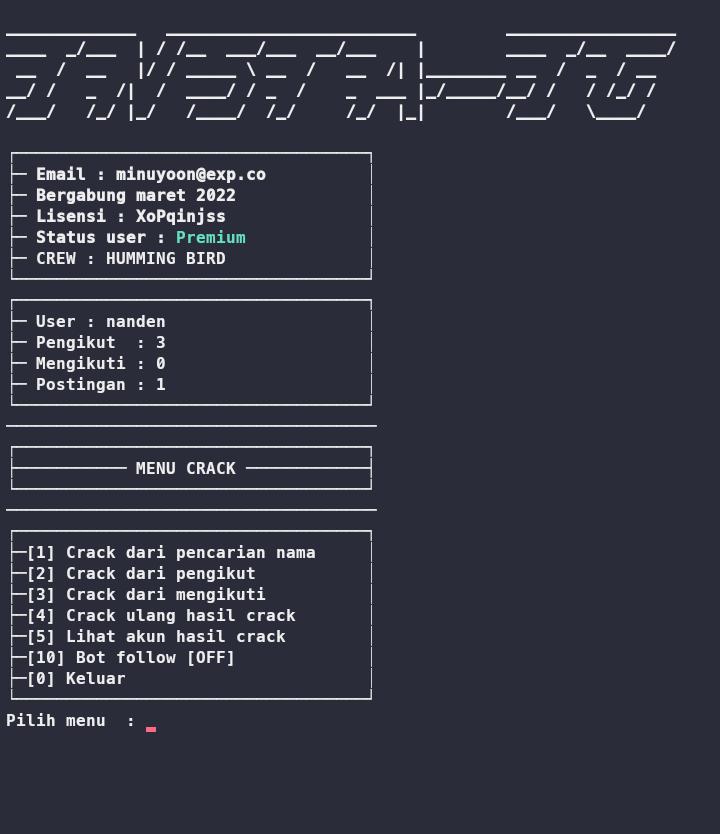 INSTA-IG
Email : minuyoon@exp.co
Bergabung maret 2022
Lisensi : XoPqinjss
Status user : Premium
CREW : HUMMING BIRD
User : nanden
Pengikut  : 3
Mengikuti : 0
Postingan : 1
MENU CRACK
[1] Crack dari pencarian nama
[2] Crack dari pengikut
[3] Crack dari mengikuti
[4] Crack ulang hasil crack
[5] Lihat akun hasil crack
[10] Bot follow [OFF]
[0] Keluar
Pilih menu  :